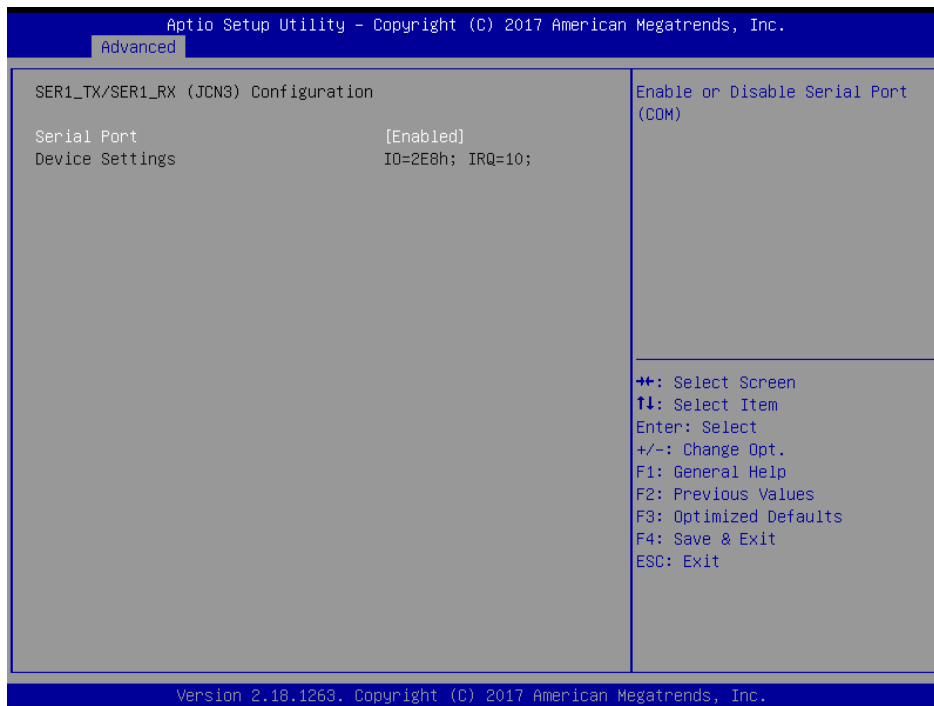 Aptio Setup Utility – Copyright (C) 2017 American Megatrends, Inc.
Advanced
SER1_TX/SER1_RX (JCN3) Configuration
Serial Port [Enabled]
Device Settings IO=2E8h; IRQ=10;
Enable or Disable Serial Port
(COM)
→←: Select Screen
↑↓: Select Item
Enter: Select
+/-: Change Opt.
F1: General Help
F2: Previous Values
F3: Optimized Defaults
F4: Save & Exit
ESC: Exit
Version 2.18.1263. Copyright (C) 2017 American Megatrends, Inc.